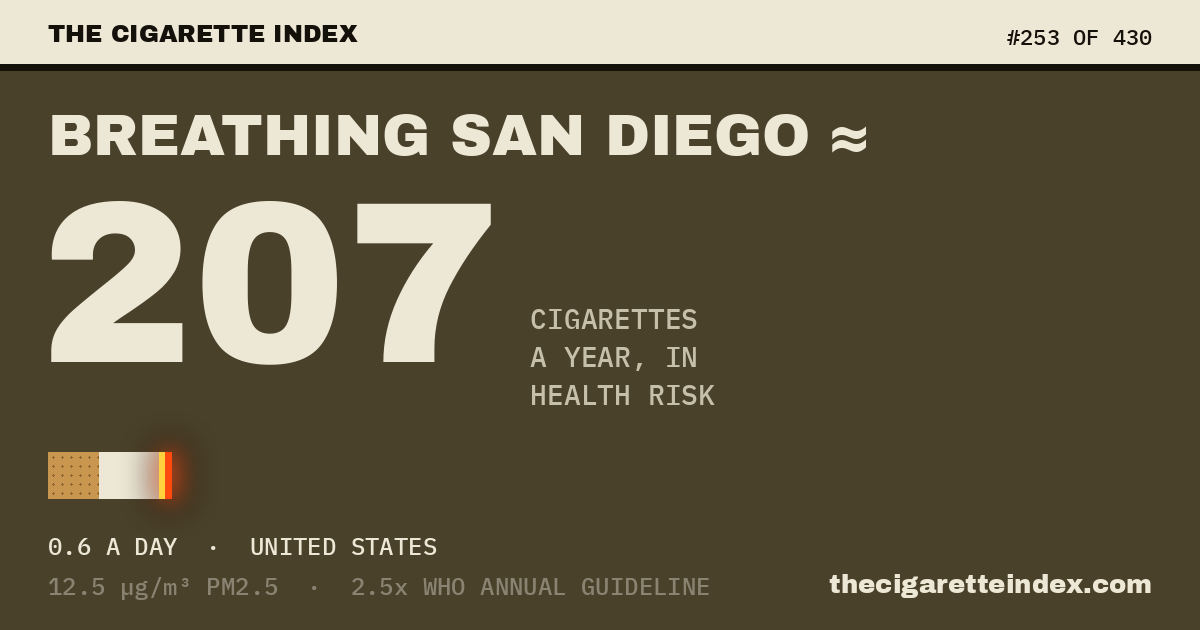 THE CIGARETTE INDEX
#253 OF 430
BREATHING SAN DIEGO ≈
207
CIGARETTES
A YEAR, IN
HEALTH RISK
0.6 A DAY · UNITED STATES
12.5 µg/m³ PM2.5 · 2.5x WHO ANNUAL GUIDELINE
thecigaretteindex.com